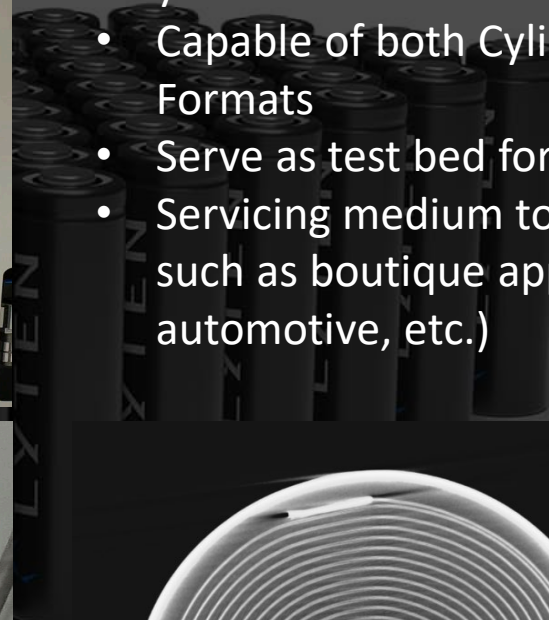 • Capable of both Cyli
Formats
• Serve as test bed for
• Servicing medium to
such as boutique ap
automotive, etc.)
LYTEN